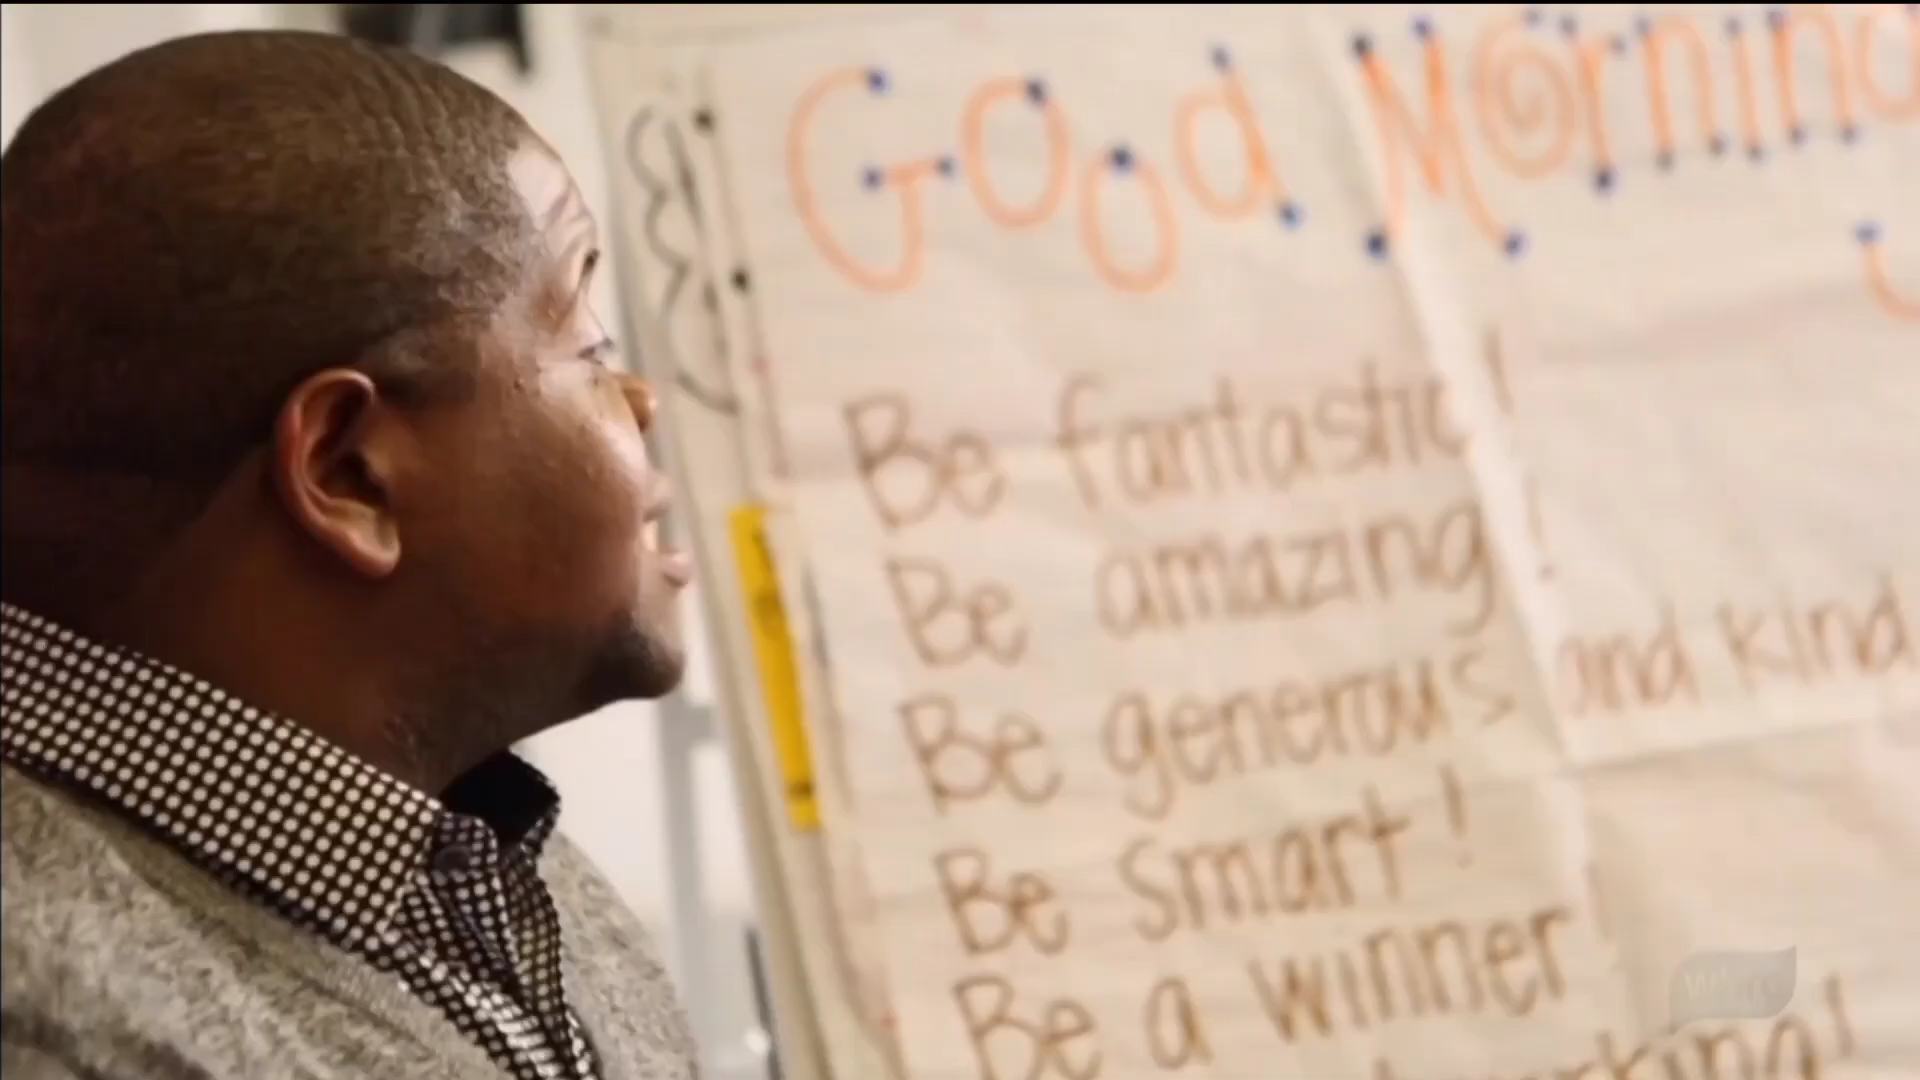 Good Morning
Be fantastic!
Be amazing!
Be generous and kind
Be smart!
Be a winner